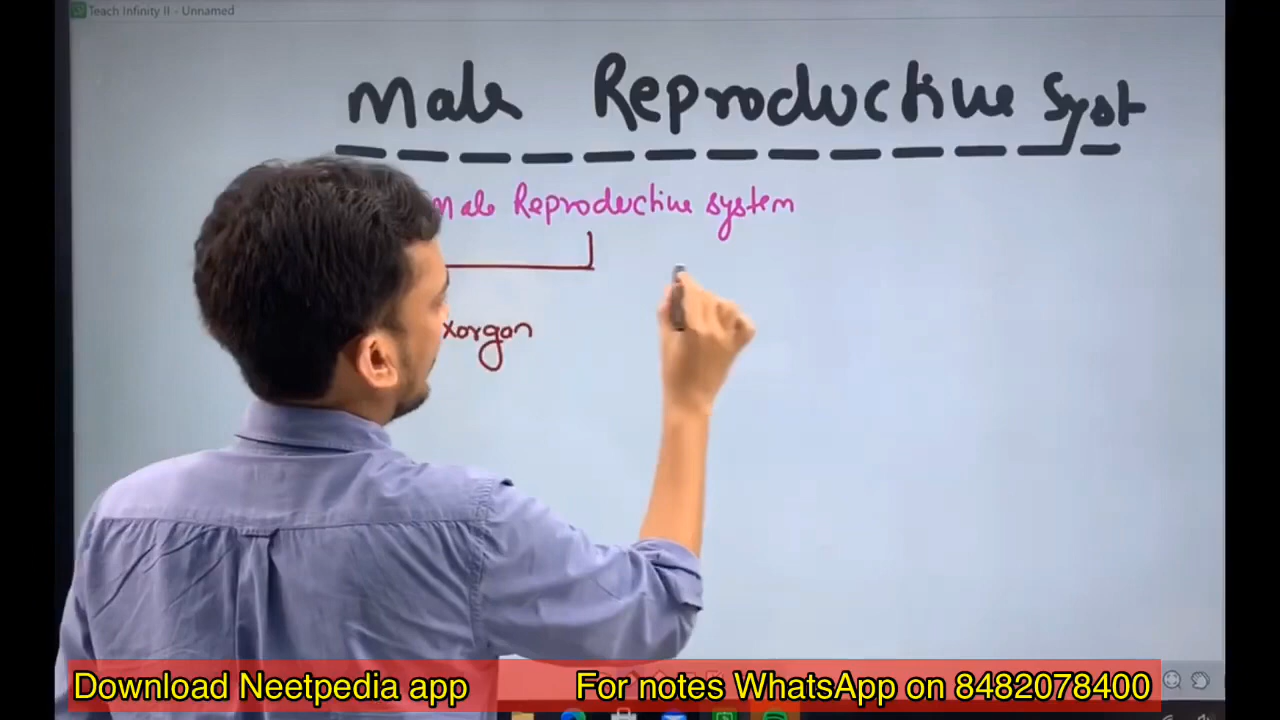 Teach Infinity II - Unnamed
Male Reproductive Syst
Male Reproductive system
xorgan
Download Neetpedia app
For notes WhatsApp on 8482078400